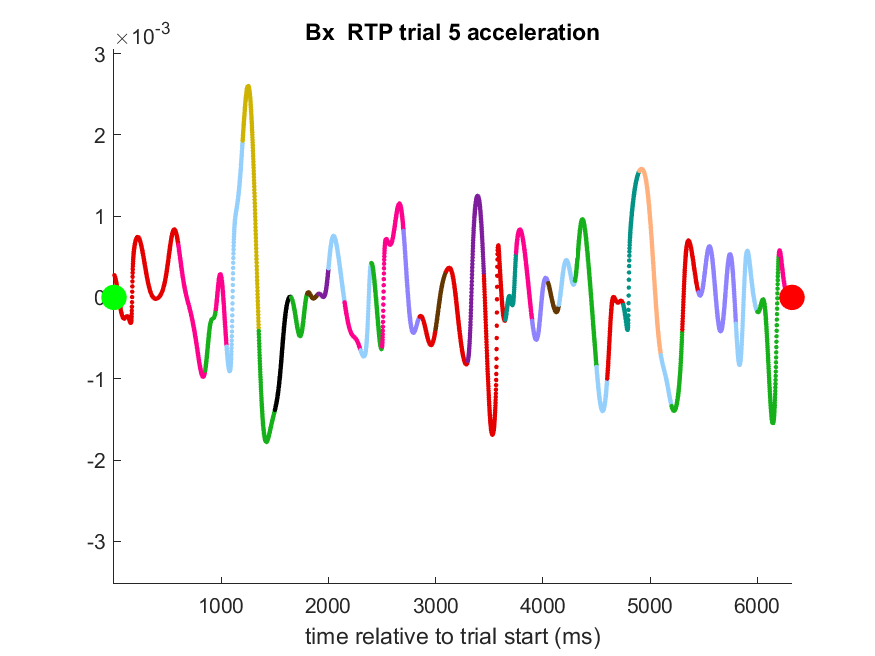 Bx  RTP trial 5 acceleration
×10⁻³
3
2
1
0
-1
-2
-3
1000 2000 3000 4000 5000 6000
time relative to trial start (ms)